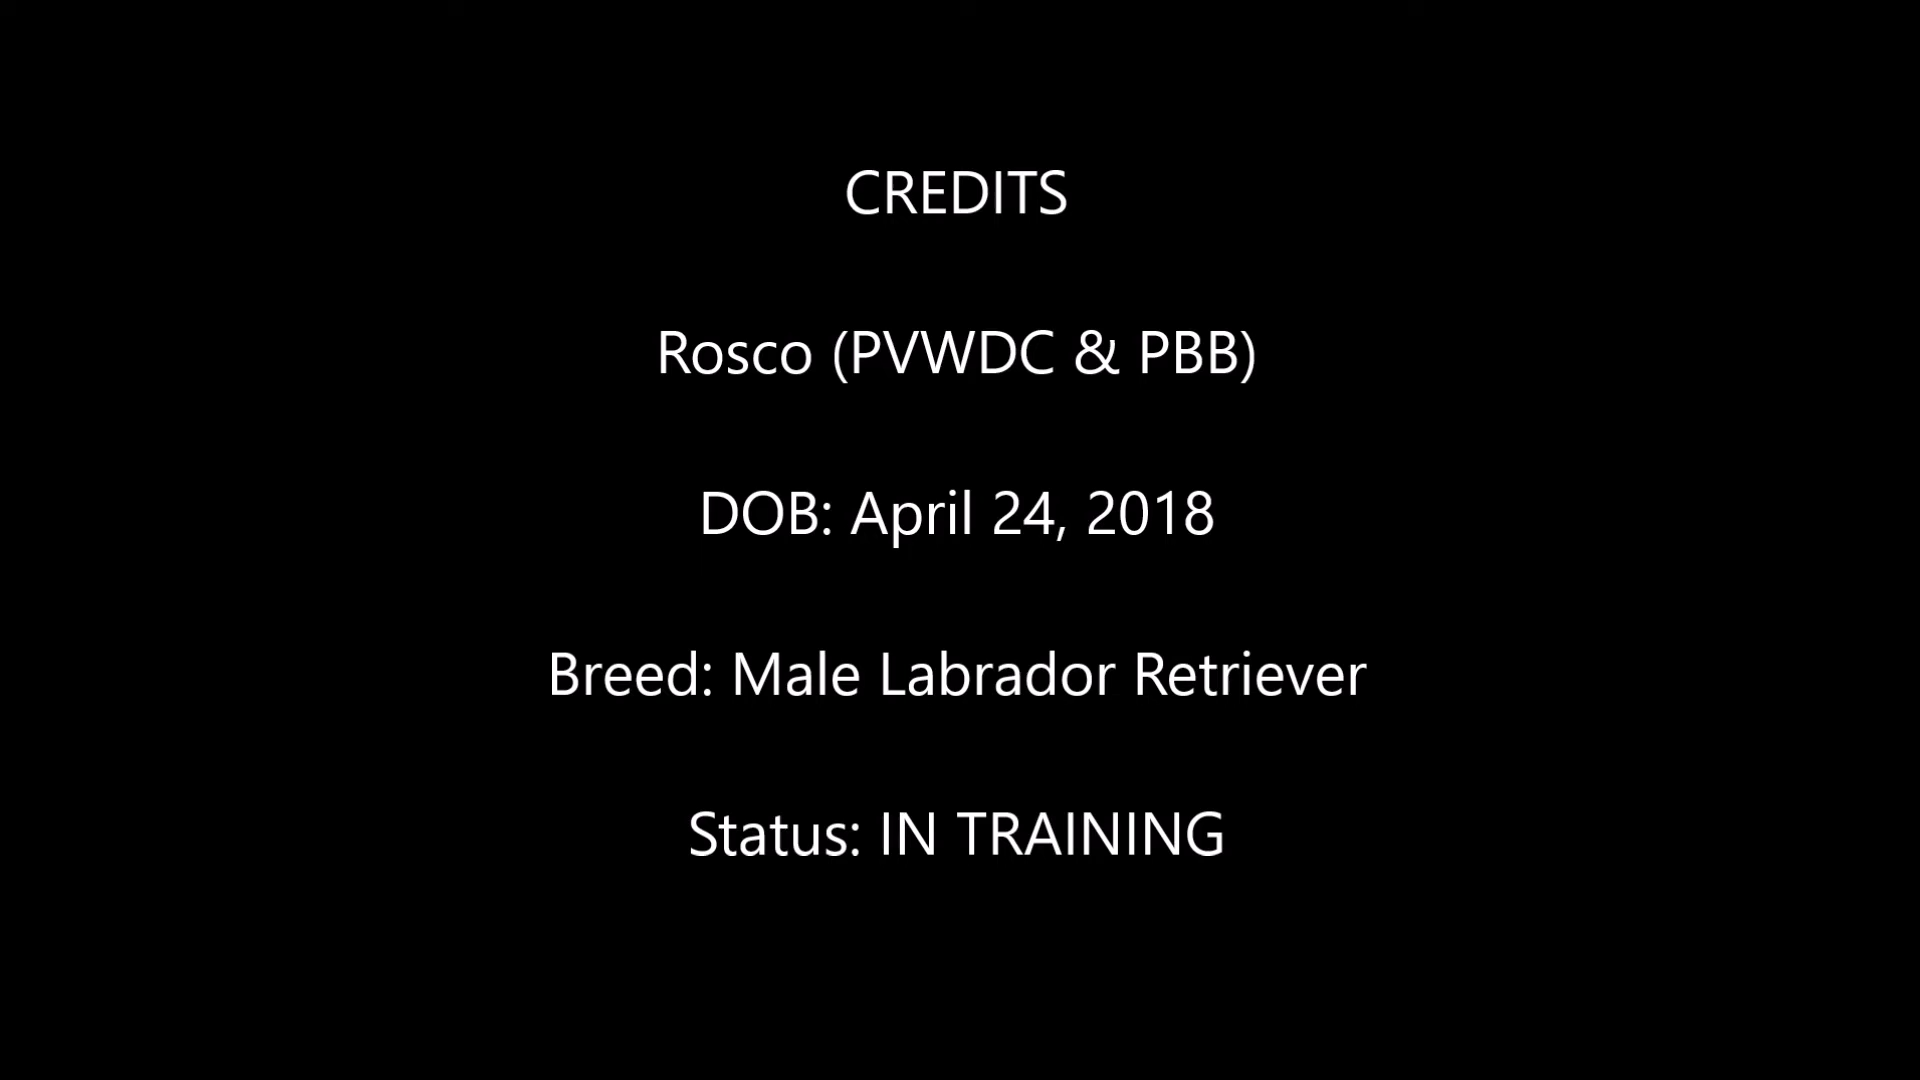 CREDITS
Rosco (PVWDC & PBB)
DOB: April 24, 2018
Breed: Male Labrador Retriever
Status: IN TRAINING